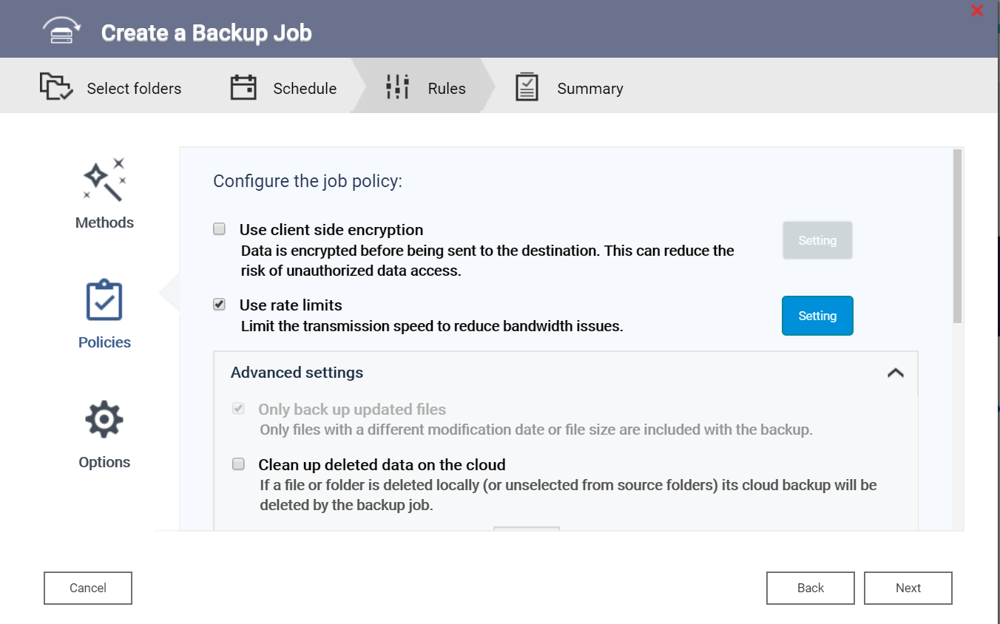 Create a Backup Job
Select folders
Schedule
Rules
Summary
Methods
Policies
Options
Configure the job policy:
Use client side encryption
Data is encrypted before being sent to the destination. This can reduce the
risk of unauthorized data access.
Setting
Use rate limits
Limit the transmission speed to reduce bandwidth issues.
Setting
Advanced settings
Only back up updated files
Only files with a different modification date or file size are included with the backup.
Clean up deleted data on the cloud
If a file or folder is deleted locally (or unselected from source folders) its cloud backup will be
deleted by the backup job.
Cancel
Back
Next